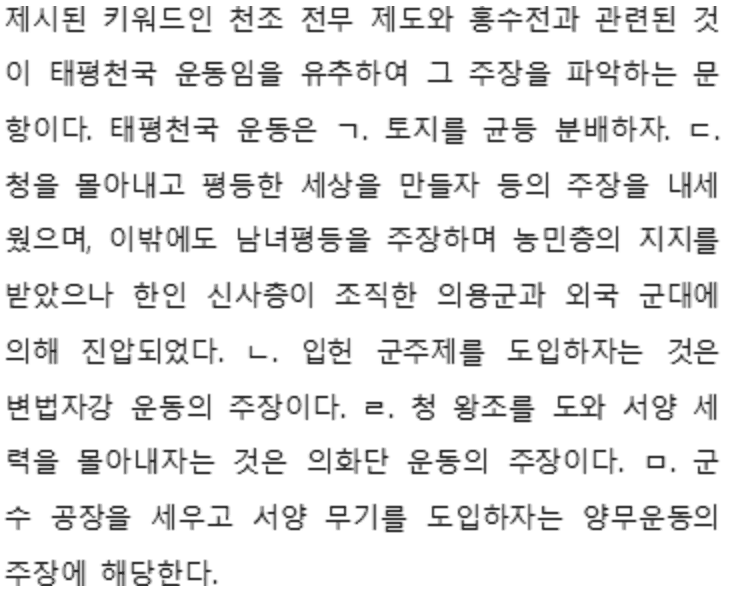 제시된 키워드인 천조 전무 제도와 홍수전과 관련된 것
이 태평천국 운동임을 유추하여 그 주장을 파악하는 문
항이다. 태평천국 운동은 ㄱ. 토지를 균등 분배하자. ㄷ.
청을 몰아내고 평등한 세상을 만들자 등의 주장을 내세
웠으며, 이밖에도 남녀평등을 주장하며 농민층의 지지를
받았으나 한인 신사층이 조직한 의용군과 외국 군대에
의해 진압되었다. ㄴ. 입헌 군주제를 도입하자는 것은
변법자강 운동의 주장이다. ㄹ. 청 왕조를 도와 서양 세
력을 몰아내자는 것은 의화단 운동의 주장이다. ㅁ. 군
수 공장을 세우고 서양 무기를 도입하자는 양무운동의
주장에 해당한다.